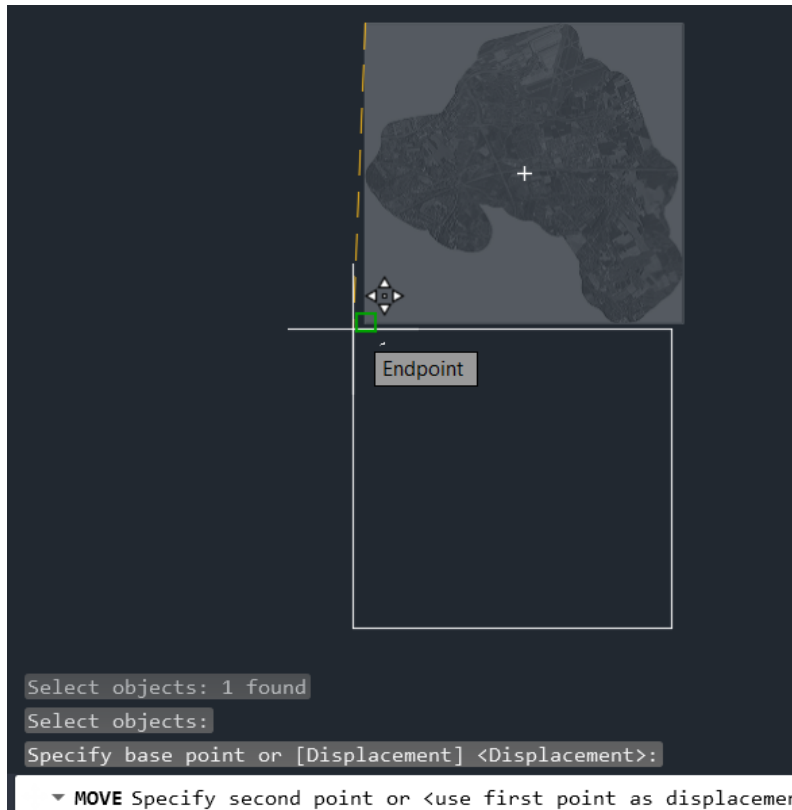 Endpoint
Select objects: 1 found
Select objects:
Specify base point or [Displacement] <Displacement>:
MOVE Specify second point or <use first point as displacemen